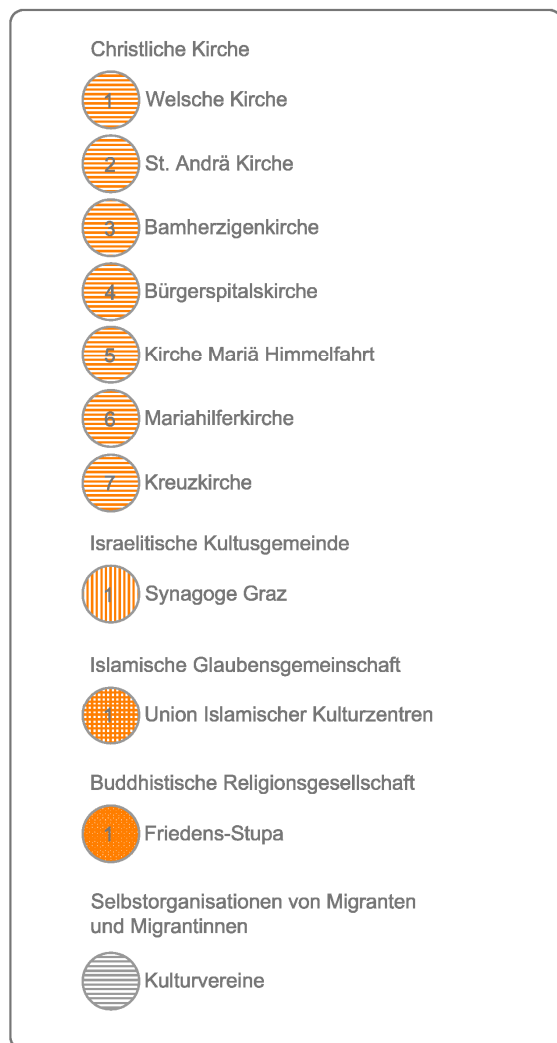 Christliche Kirche
1 Welsche Kirche
2 St. Andrä Kirche
3 Bamherzigenkirche
4 Bürgerspitalskirche
5 Kirche Mariä Himmelfahrt
6 Mariahilferkirche
7 Kreuzkirche
Israelitische Kultusgemeinde
1 Synagoge Graz
Islamische Glaubensgemeinschaft
1 Union Islamischer Kulturzentren
Buddhistische Religionsgesellschaft
1 Friedens-Stupa
Selbstorganisationen von Migranten
und Migrantinnen
Kulturvereine